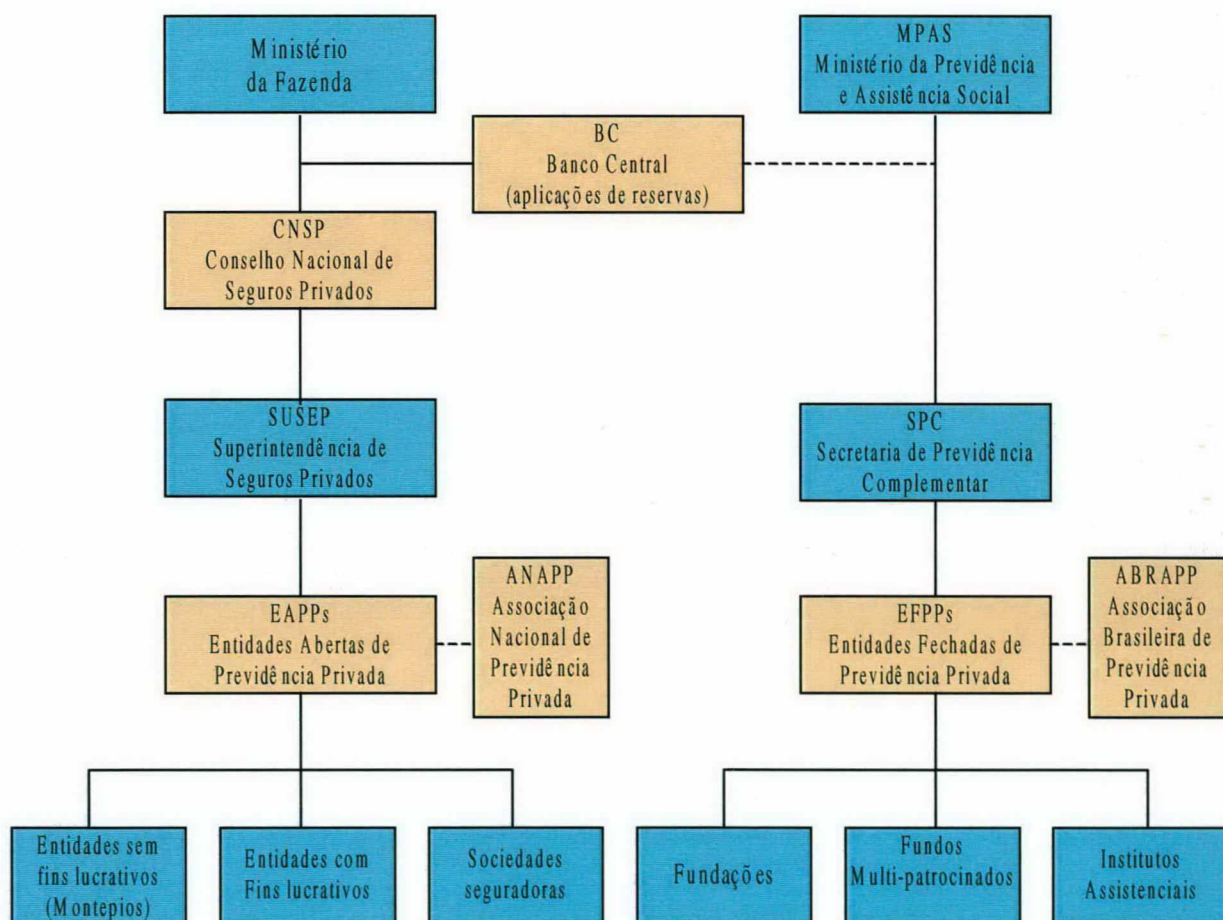 Ministério
da Fazenda
MPAS
Ministério da Previdência
e Assistência Social
BC
Banco Central
(aplicações de reservas)
CNSP
Conselho Nacional de
Seguros Privados
SUSEP
Superintendência de
Seguros Privados
SPC
Secretaria de Previdência
Complementar
EAPPs
Entidades Abertas de
Previdência Privada
ANAPP
Associação
Nacional de
Previdência
Privada
EFPPs
Entidades Fechadas de
Previdência Privada
ABRAPP
Associação
Brasileira de
Previdência
Privada
Entidades sem
fins lucrativos
(Montepios)
Entidades com
Fins lucrativos
Sociedades
seguradoras
Fundações
Fundos
Multi-patrocinados
Institutos
Assistenciais